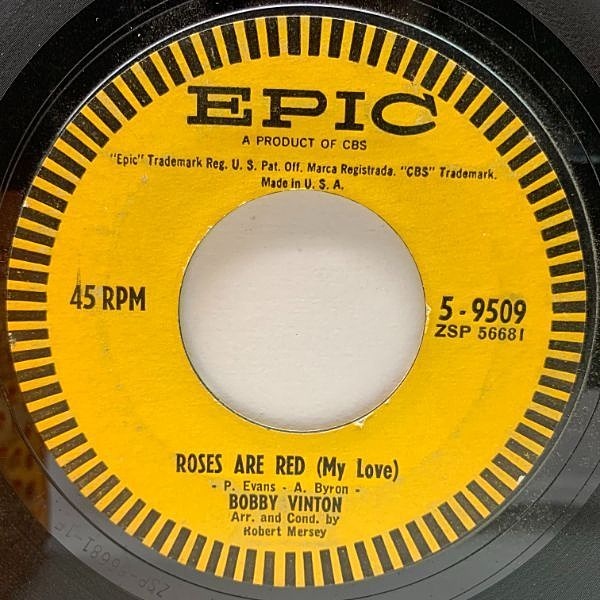 EPIC
A PRODUCT OF CBS
"Epic" Trademark Reg. U. S. Pat. Off. Marca Registrada. "CBS" Trademark.
Made in U. S. A.
45 RPM
5-9509
ZSP 56681
ROSES ARE RED (My Love)
- P. Evans - A. Byron -
BOBBY VINTON
Arr. and Cond. by
Robert Mersey